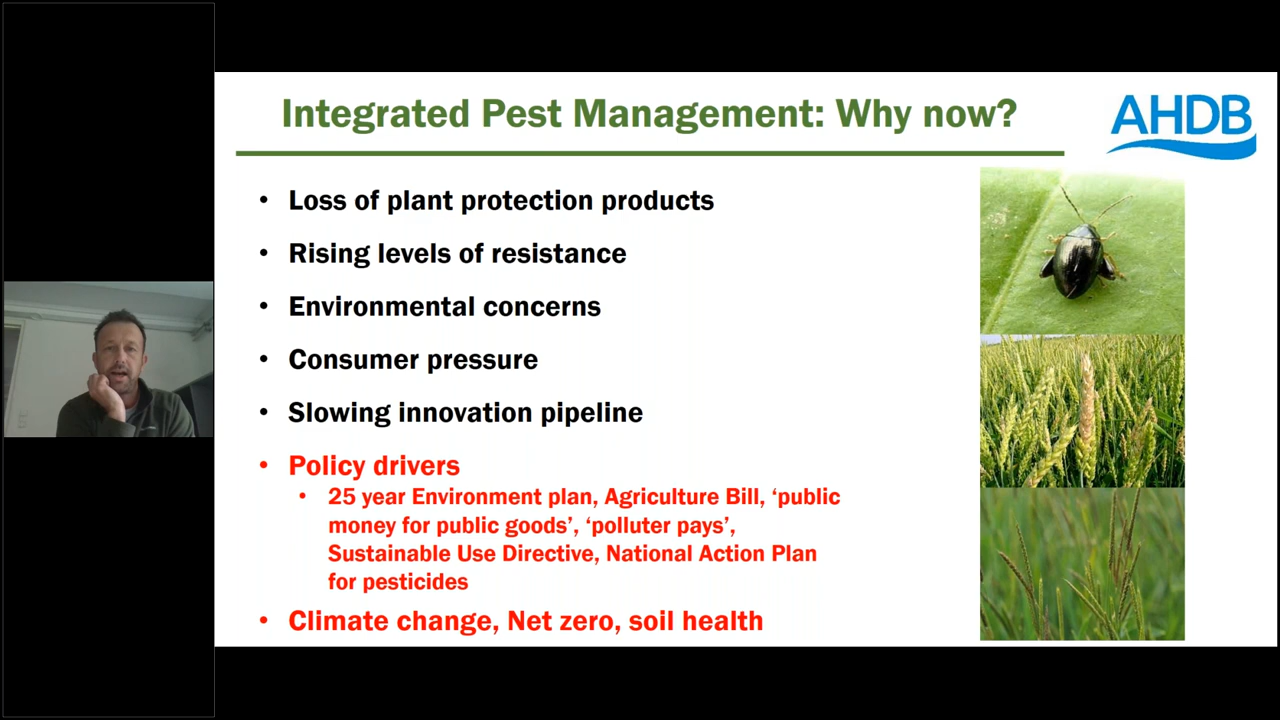 Integrated Pest Management: Why now?
AHDB
• Loss of plant protection products
• Rising levels of resistance
• Environmental concerns
• Consumer pressure
• Slowing innovation pipeline
• Policy drivers
• 25 year Environment plan, Agriculture Bill, ‘public
money for public goods’, ‘polluter pays’,
Sustainable Use Directive, National Action Plan
for pesticides
• Climate change, Net zero, soil health